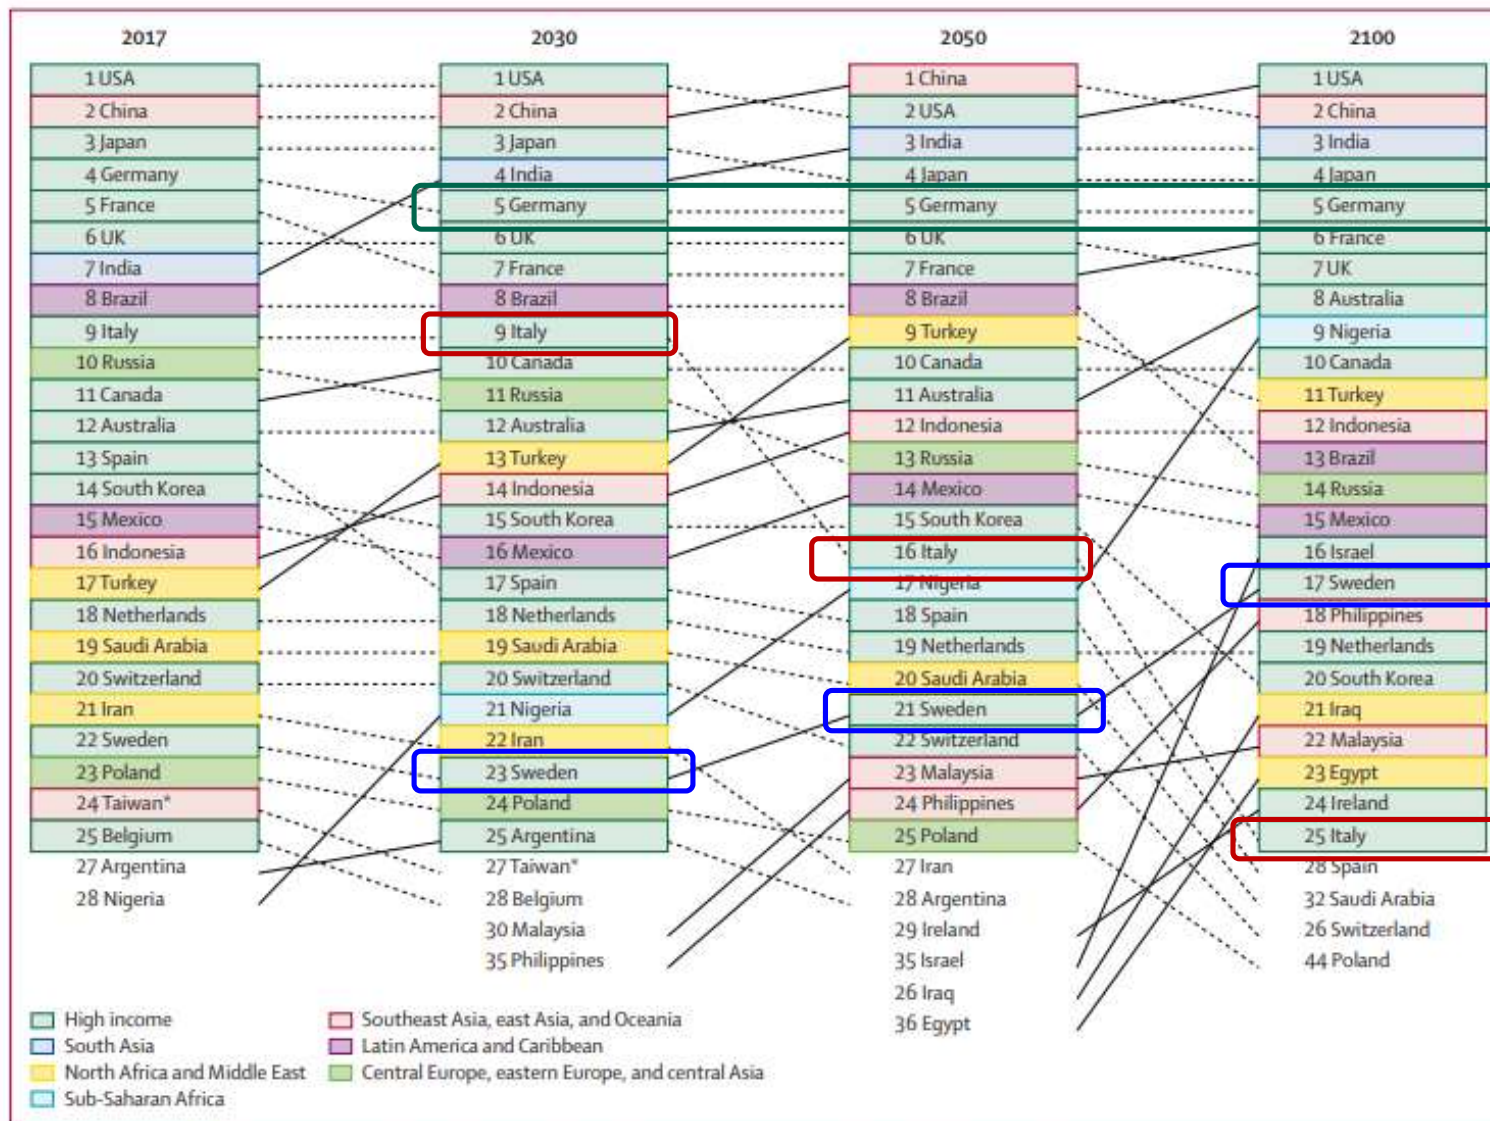 2017
1 USA
2 China
3 Japan
4 Germany
5 France
6 UK
7 India
8 Brazil
9 Italy
10 Russia
11 Canada
12 Australia
13 Spain
14 South Korea
15 Mexico
16 Indonesia
17 Turkey
18 Netherlands
19 Saudi Arabia
20 Switzerland
21 Iran
22 Sweden
23 Poland
24 Taiwan*
25 Belgium
27 Argentina
28 Nigeria
2030
1 USA
2 China
3 Japan
4 India
5 Germany
6 UK
7 France
8 Brazil
9 Italy
10 Canada
11 Russia
12 Australia
13 Turkey
14 Indonesia
15 South Korea
16 Mexico
17 Spain
18 Netherlands
19 Saudi Arabia
20 Switzerland
21 Nigeria
22 Iran
23 Sweden
24 Poland
25 Argentina
27 Taiwan*
28 Belgium
30 Malaysia
35 Philippines
2050
1 China
2 USA
3 India
4 Japan
5 Germany
6 UK
7 France
8 Brazil
9 Turkey
10 Canada
11 Australia
12 Indonesia
13 Russia
14 Mexico
15 South Korea
16 Italy
17 Nigeria
18 Spain
19 Netherlands
20 Saudi Arabia
21 Sweden
22 Switzerland
23 Malaysia
24 Philippines
25 Poland
27 Iran
28 Argentina
29 Ireland
35 Israel
26 Iraq
36 Egypt
2100
1 USA
2 China
3 India
4 Japan
5 Germany
6 France
7 UK
8 Australia
9 Nigeria
10 Canada
11 Turkey
12 Indonesia
13 Brazil
14 Russia
15 Mexico
16 Israel
17 Sweden
18 Philippines
19 Netherlands
20 South Korea
21 Iraq
22 Malaysia
23 Egypt
24 Ireland
25 Italy
28 Spain
32 Saudi Arabia
26 Switzerland
44 Poland
High income
South Asia
North Africa and Middle East
Sub-Saharan Africa
Southeast Asia, east Asia, and Oceania
Latin America and Caribbean
Central Europe, eastern Europe, and central Asia